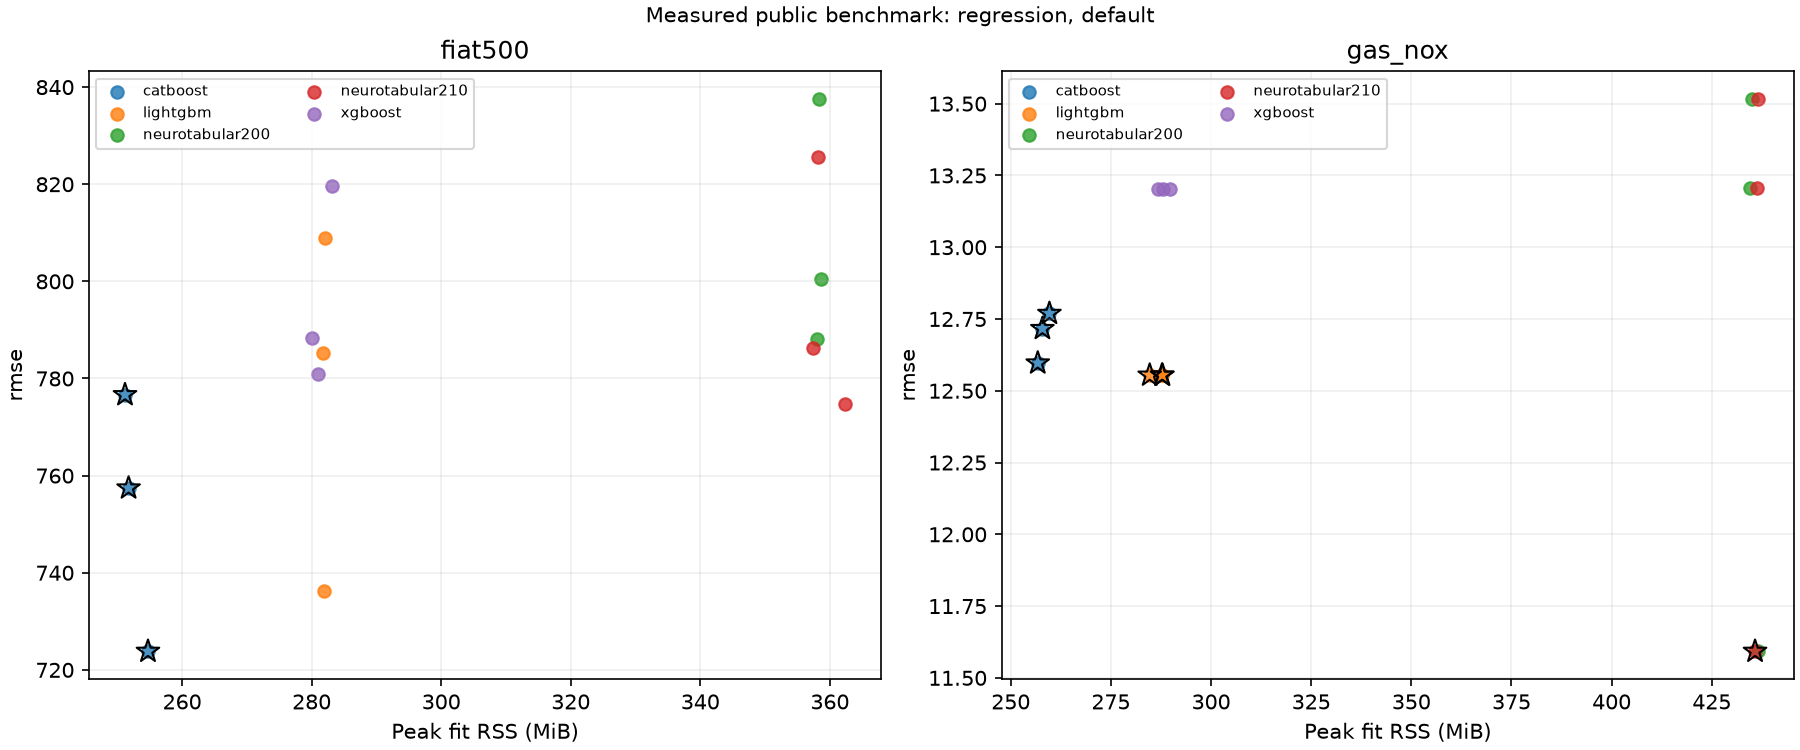 Measured public benchmark: regression, default
fiat500
catboost
lightgbm
neurotabular200
neurotabular210
xgboost
rmse
840
820
800
780
760
740
720
260
280
300
320
340
360
Peak fit RSS (MiB)
gas_nox
catboost
lightgbm
neurotabular200
neurotabular210
xgboost
rmse
13.50
13.25
13.00
12.75
12.50
12.25
12.00
11.75
11.50
250
275
300
325
350
375
400
425
Peak fit RSS (MiB)